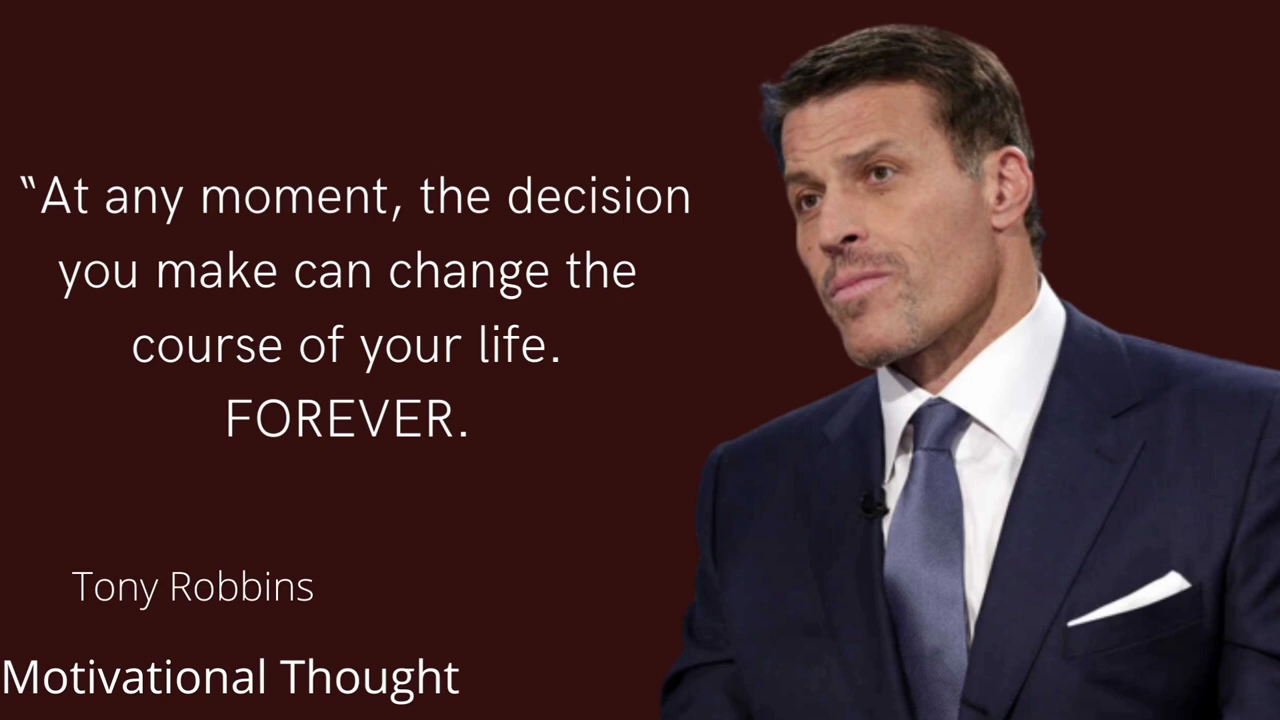 “At any moment, the decision
you make can change the
course of your life.
FOREVER.
Tony Robbins
Motivational Thought